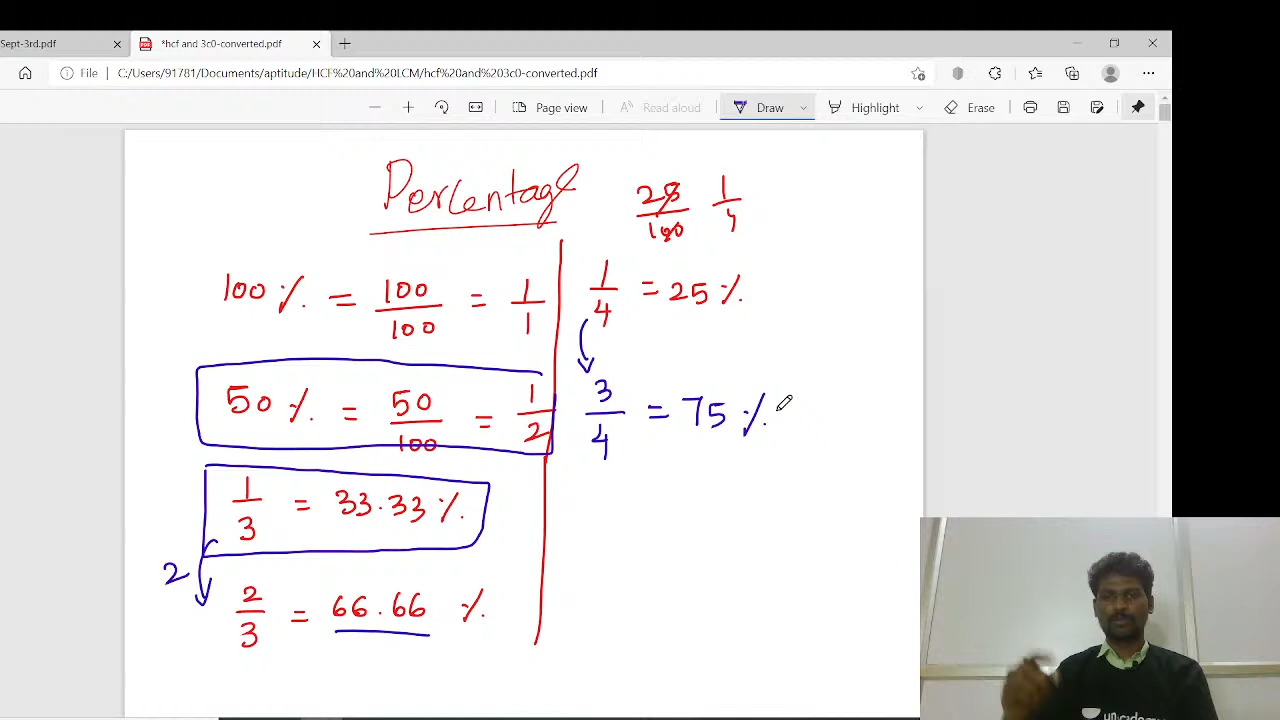 Sept-3rd.pdf
*hcf and 3c0-converted.pdf
File C:/Users/91781/Documents/aptitude/HCF%20and%20LCM/hcf%20and%203c0-converted.pdf
Page view Read aloud Draw Highlight Erase
Percentage
25/100 1/4
100 % = 100/100 = 1/1
50 % = 50/100 = 1/2
1/3 = 33.33 %
2
2/3 = 66.66 %
1/4 = 25 %
3/4 = 75 %